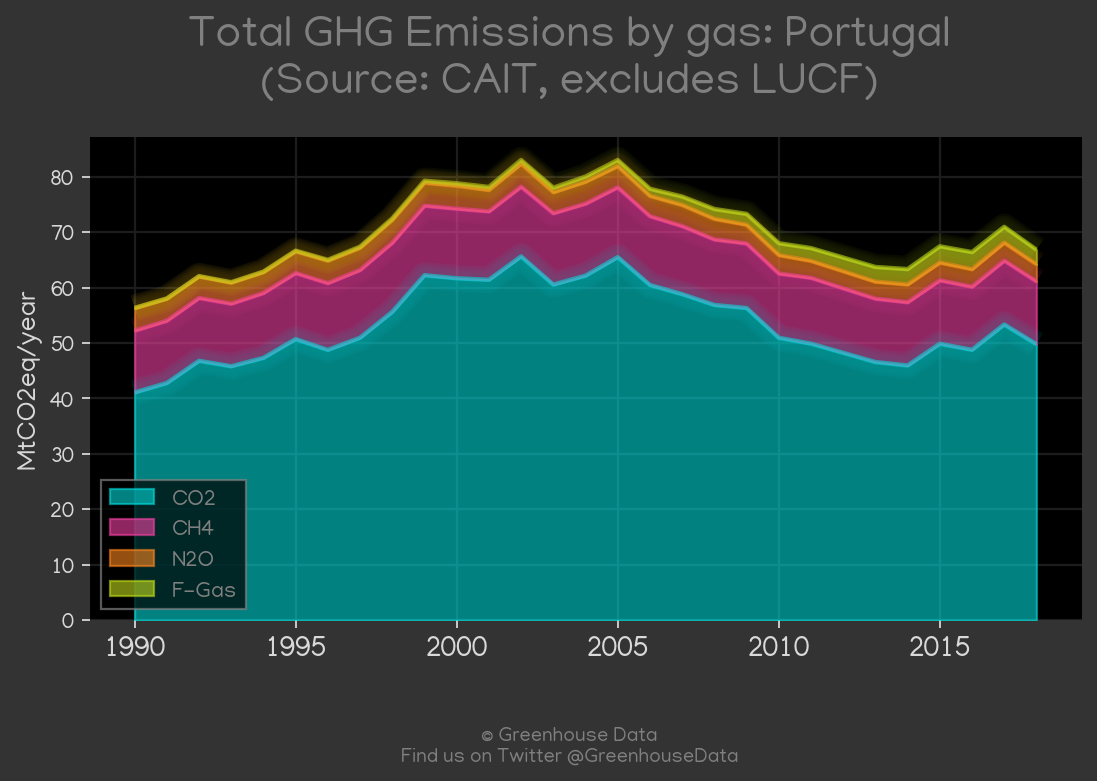 Total GHG Emissions by gas: Portugal
(Source: CAIT, excludes LUCF)
MtCO2eq/year
80
70
60
50
40
30
20
10
0
CO2
CH4
N2O
F-Gas
1990 1995 2000 2005 2010 2015
© Greenhouse Data
Find us on Twitter @GreenhouseData